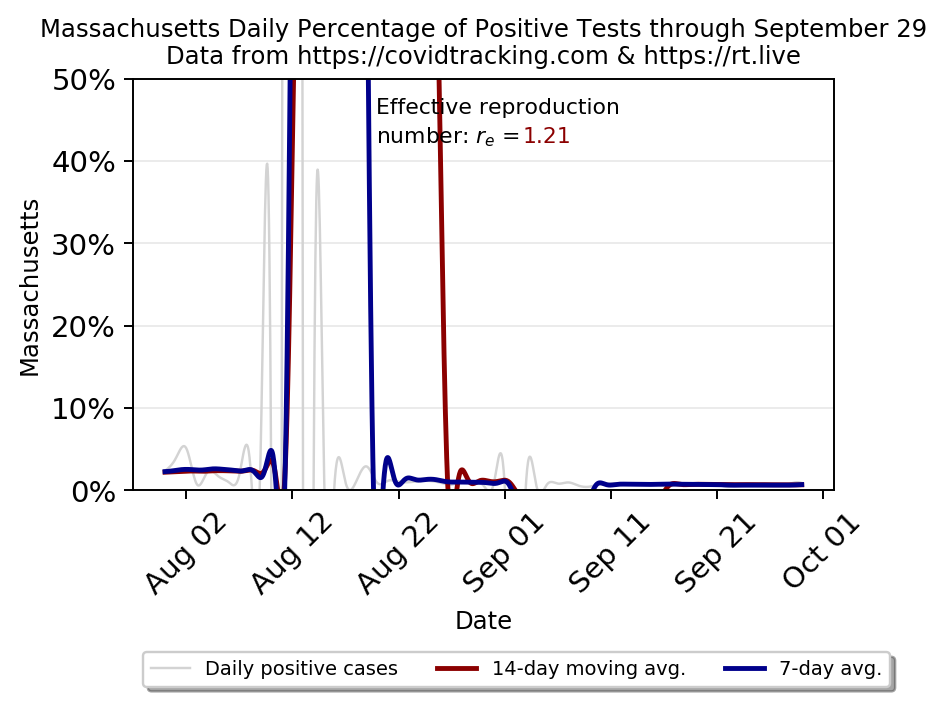 Massachusetts Daily Percentage of Positive Tests through September 29
Data from https://covidtracking.com & https://rt.live
50%
40%
30%
20%
10%
0%
Massachusetts
Effective reproduction
number: rₑ = 1.21
Aug 02
Aug 12
Aug 22
Sep 01
Sep 11
Sep 21
Oct 01
Date
Daily positive cases
14-day moving avg.
7-day avg.